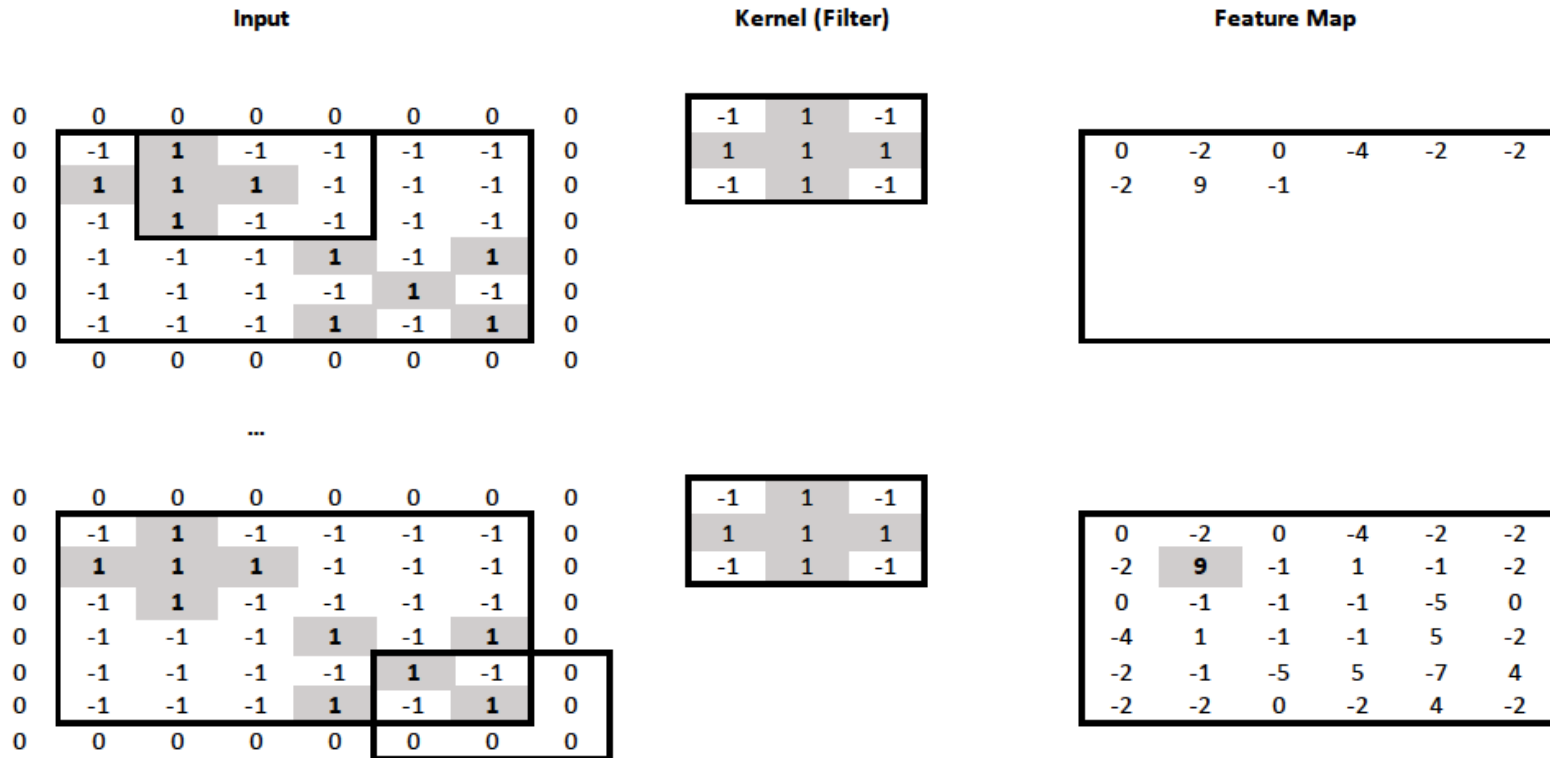 Input Kernel (Filter) Feature Map
0 0 0 0 0 0 0 0 -1 1 -1
0 -1 1 -1 -1 -1 -1 0 1 1 1 0 -2 0 -4 -2 -2
0 1 1 1 -1 -1 -1 0 -1 1 -1 -2 9 -1
0 -1 1 -1 -1 -1 -1 0
0 -1 -1 -1 1 -1 1 0
0 -1 -1 -1 -1 1 -1 0
0 -1 -1 -1 1 -1 1 0
0 0 0 0 0 0 0 0
...
0 0 0 0 0 0 0 0 -1 1 -1
0 -1 1 -1 -1 -1 -1 0 1 1 1 0 -2 0 -4 -2 -2
0 1 1 1 -1 -1 -1 0 -1 1 -1 -2 9 -1 1 -1 -2
0 -1 1 -1 -1 -1 -1 0 0 -1 -1 -1 -5 0
0 -1 -1 -1 1 -1 1 0 -4 1 -1 -1 5 -2
0 -1 -1 -1 -1 1 -1 0 -2 -1 -5 5 -7 4
0 -1 -1 -1 1 -1 1 0 -2 -2 0 -2 4 -2
0 0 0 0 0 0 0 0